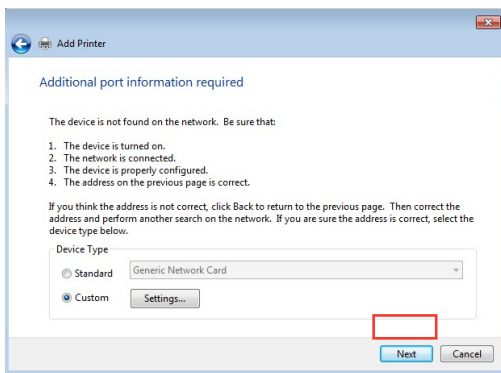 Add Printer
Additional port information required
The device is not found on the network. Be sure that:
1. The device is turned on.
2. The network is connected.
3. The device is properly configured.
4. The address on the previous page is correct.
If you think the address is not correct, click Back to return to the previous page. Then correct the
address and perform another search on the network. If you are sure the address is correct, select the
device type below.
Device Type
Standard Generic Network Card
Custom Settings...
Next Cancel